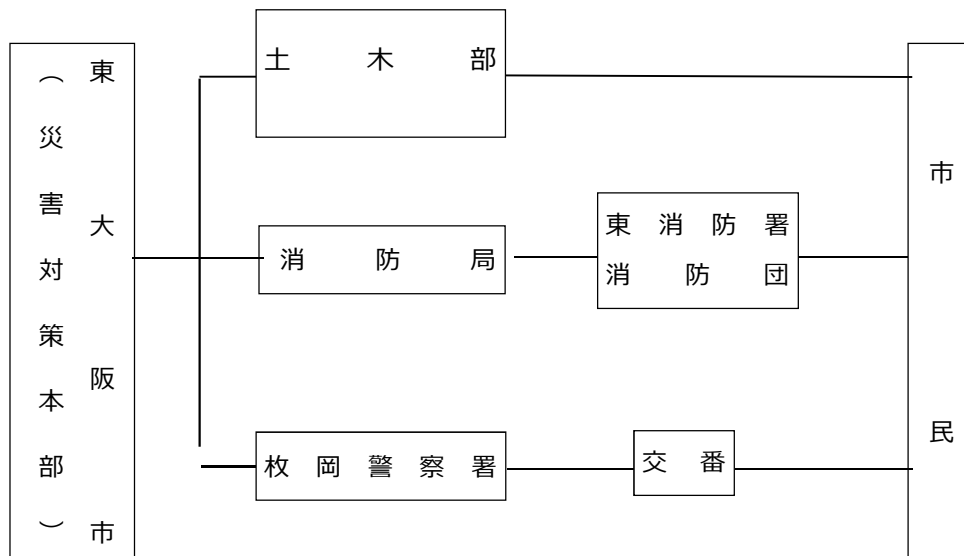 東大阪市
（災害対策本部）
土木部
消防局
東消防署
消防団
枚岡警察署
交番
市民